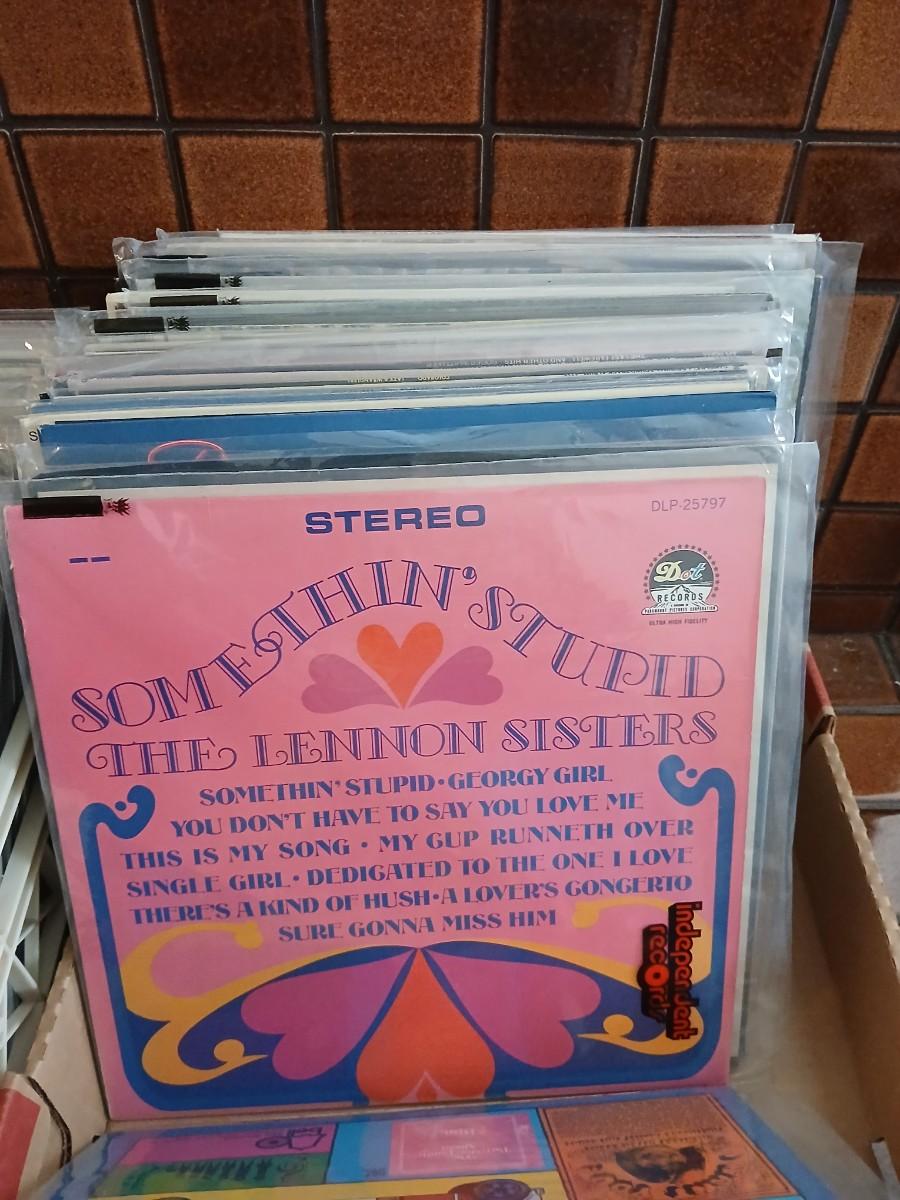 STEREO
DLP-25797
Dot
RECORDS
PARAMOUNT PICTURES CORPORATION
ULTRA HIGH FIDELITY
SOMETHIN' STUPID
THE LENNON SISTERS
SOMETHIN' STUPID • GEORGY GIRL
YOU DON'T HAVE TO SAY YOU LOVE ME
THIS IS MY SONG • MY CUP RUNNETH OVER
SINGLE GIRL • DEDICATED TO THE ONE I LOVE
THERE'S A KIND OF HUSH • A LOVER'S CONCERTO
SURE GONNA MISS HIM
independent
records
bell